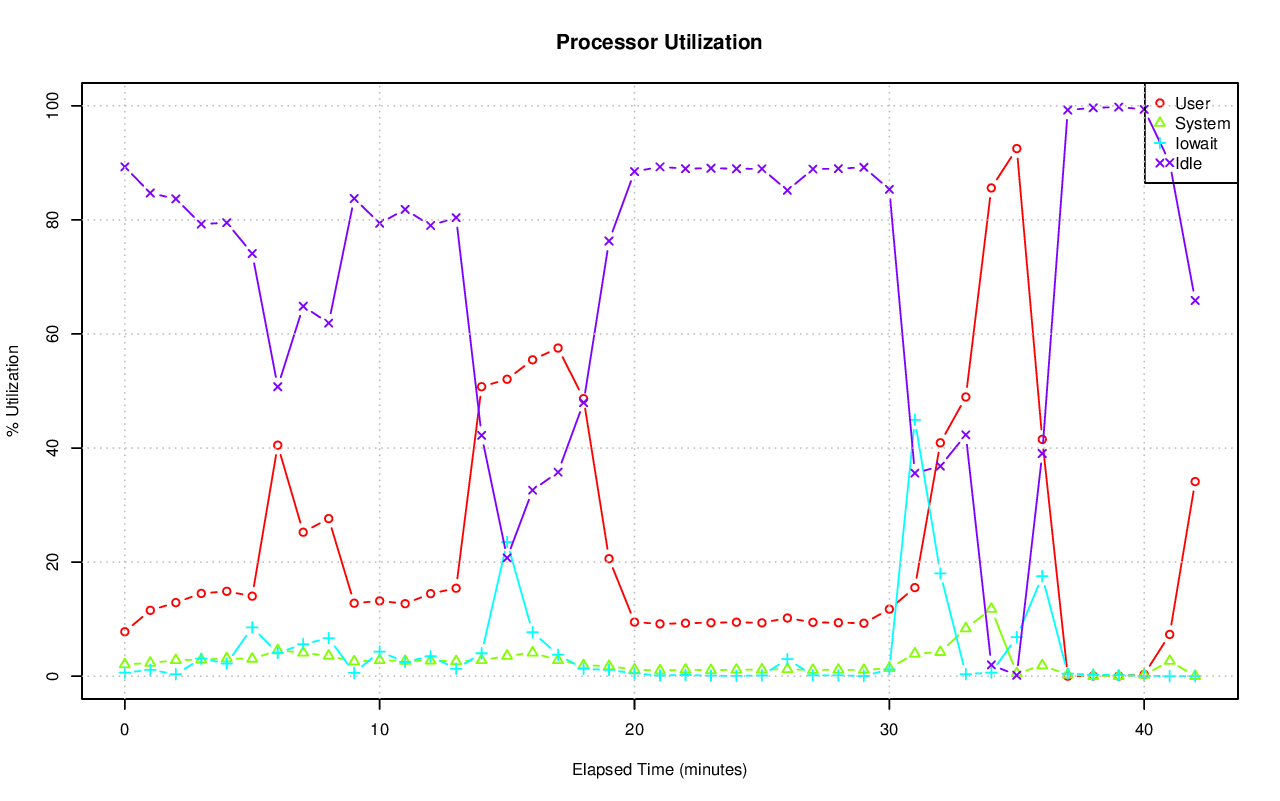 Processor Utilization
% Utilization
100
80
60
40
20
0
0 10 20 30 40
Elapsed Time (minutes)
User
System
Iowait
Idle